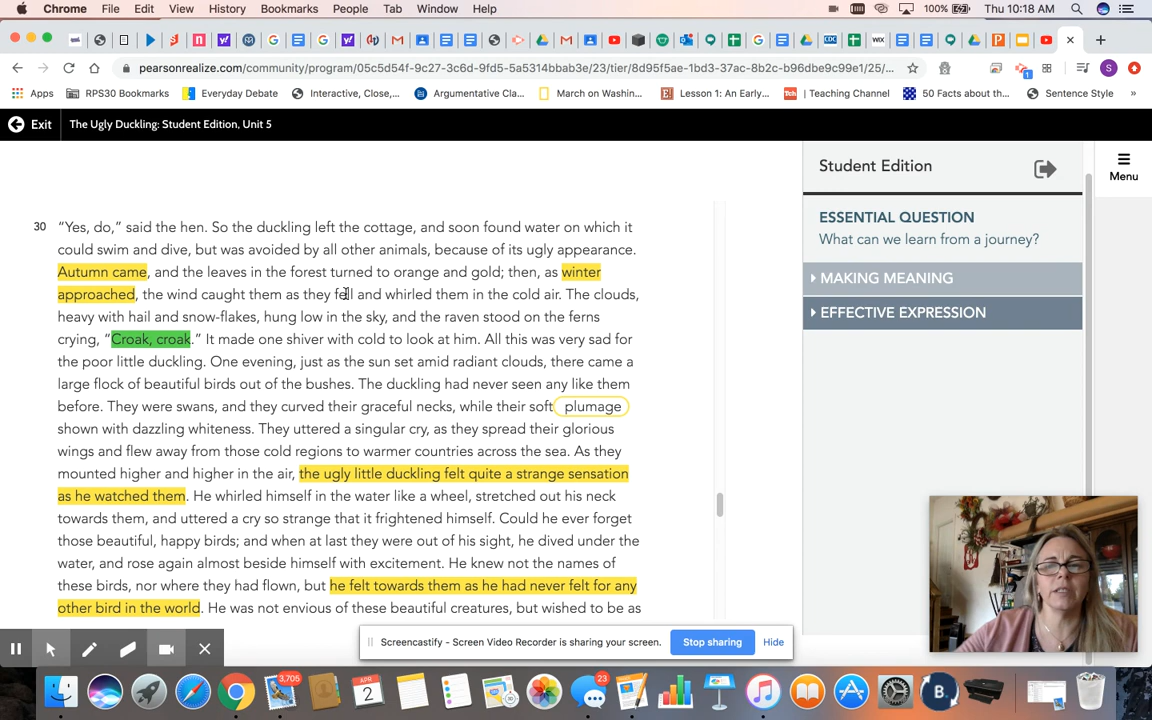 Chrome File Edit View History Bookmarks People Tab Window Help 100% Thu 10:18 AM
pearsonrealize.com/community/program/05c5d54f-9c27-3c6d-9fd5-5a5314bbab3e/23/tier/8d95f5ae-1bd3-37ac-8b2c-b96dbe9c99e1/25/...
Apps RPS30 Bookmarks Everyday Debate Interactive, Close,... Argumentative Cla... March on Washin... Lesson 1: An Early... | Teaching Channel 50 Facts about th... Sentence Style »
Exit The Ugly Duckling: Student Edition, Unit 5
Student Edition
Menu
ESSENTIAL QUESTION
What can we learn from a journey?
MAKING MEANING
EFFECTIVE EXPRESSION
30 “Yes, do,” said the hen. So the duckling left the cottage, and soon found water on which it
could swim and dive, but was avoided by all other animals, because of its ugly appearance.
Autumn came, and the leaves in the forest turned to orange and gold; then, as winter
approached, the wind caught them as they fell and whirled them in the cold air. The clouds,
heavy with hail and snow-flakes, hung low in the sky, and the raven stood on the ferns
crying, “Croak, croak.” It made one shiver with cold to look at him. All this was very sad for
the poor little duckling. One evening, just as the sun set amid radiant clouds, there came a
large flock of beautiful birds out of the bushes. The duckling had never seen any like them
before. They were swans, and they curved their graceful necks, while their soft plumage
shown with dazzling whiteness. They uttered a singular cry, as they spread their glorious
wings and flew away from those cold regions to warmer countries across the sea. As they
mounted higher and higher in the air, the ugly little duckling felt quite a strange sensation
as he watched them. He whirled himself in the water like a wheel, stretched out his neck
towards them, and uttered a cry so strange that it frightened himself. Could he ever forget
those beautiful, happy birds; and when at last they were out of his sight, he dived under the
water, and rose again almost beside himself with excitement. He knew not the names of
these birds, nor where they had flown, but he felt towards them as he had never felt for any
other bird in the world. He was not envious of these beautiful creatures, but wished to be as
Screencastify - Screen Video Recorder is sharing your screen. Stop sharing Hide
3,705
APR
2
23